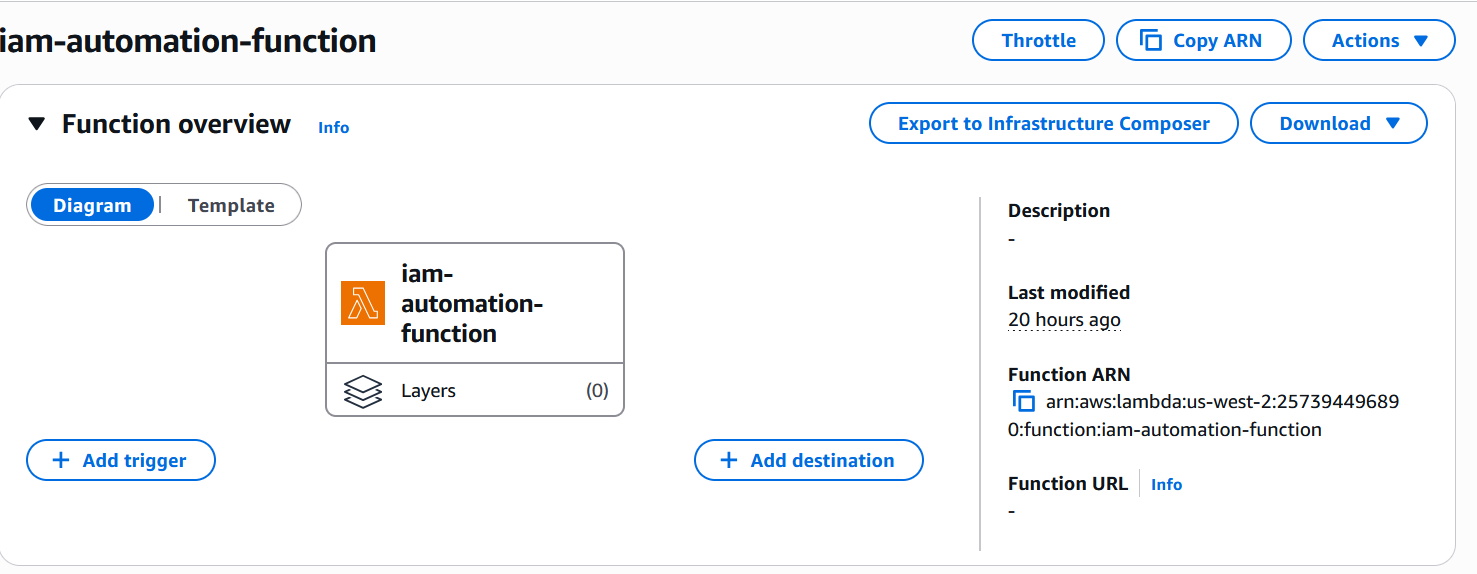 iam-automation-function
Throttle
Copy ARN
Actions
Function overview
Info
Export to Infrastructure Composer
Download
Diagram
Template
iam-
automation-
function
Layers
(0)
Add trigger
Add destination
Description
-
Last modified
20 hours ago
Function ARN
arn:aws:lambda:us-west-2:25739449689
0:function:iam-automation-function
Function URL
Info
-